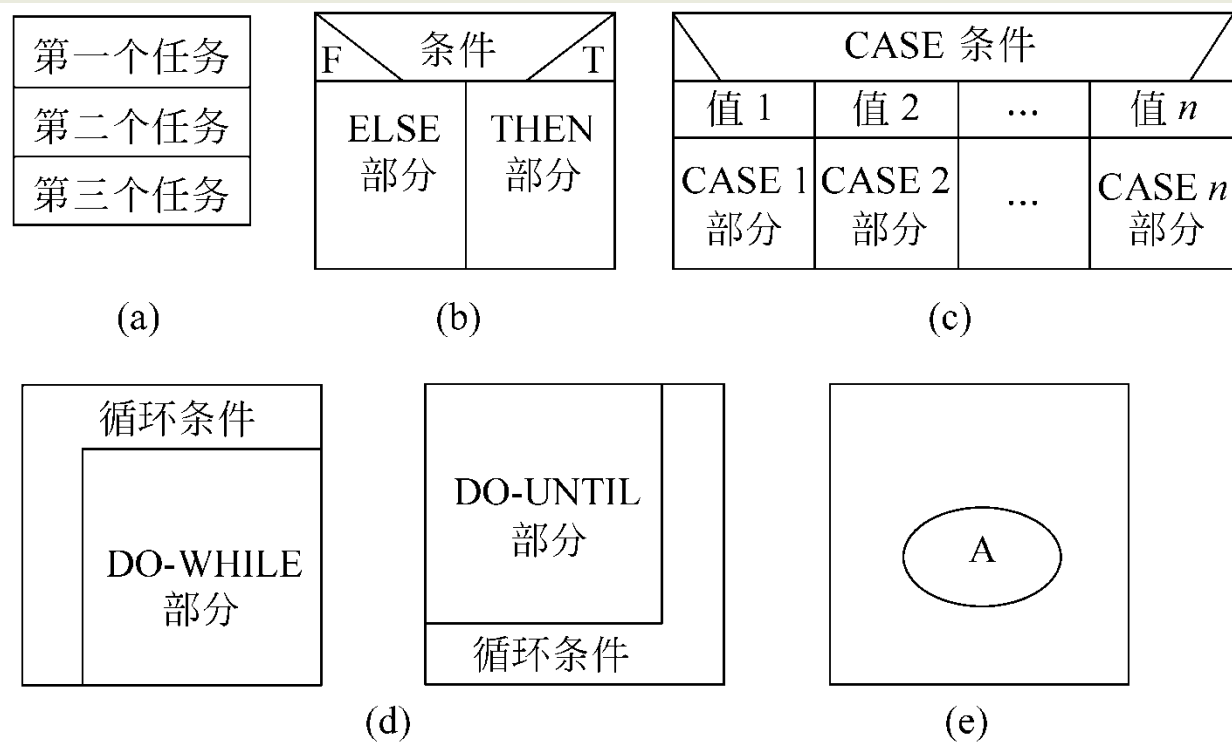 第一个任务
第二个任务
第三个任务
(a)
F 条件 T
ELSE 部分
THEN 部分
(b)
CASE 条件
值 1 值 2 ... 值 n
CASE 1 部分
CASE 2 部分
...
CASE n 部分
(c)
循环条件
DO-WHILE
部分
DO-UNTIL
部分
循环条件
(d)
A
(e)